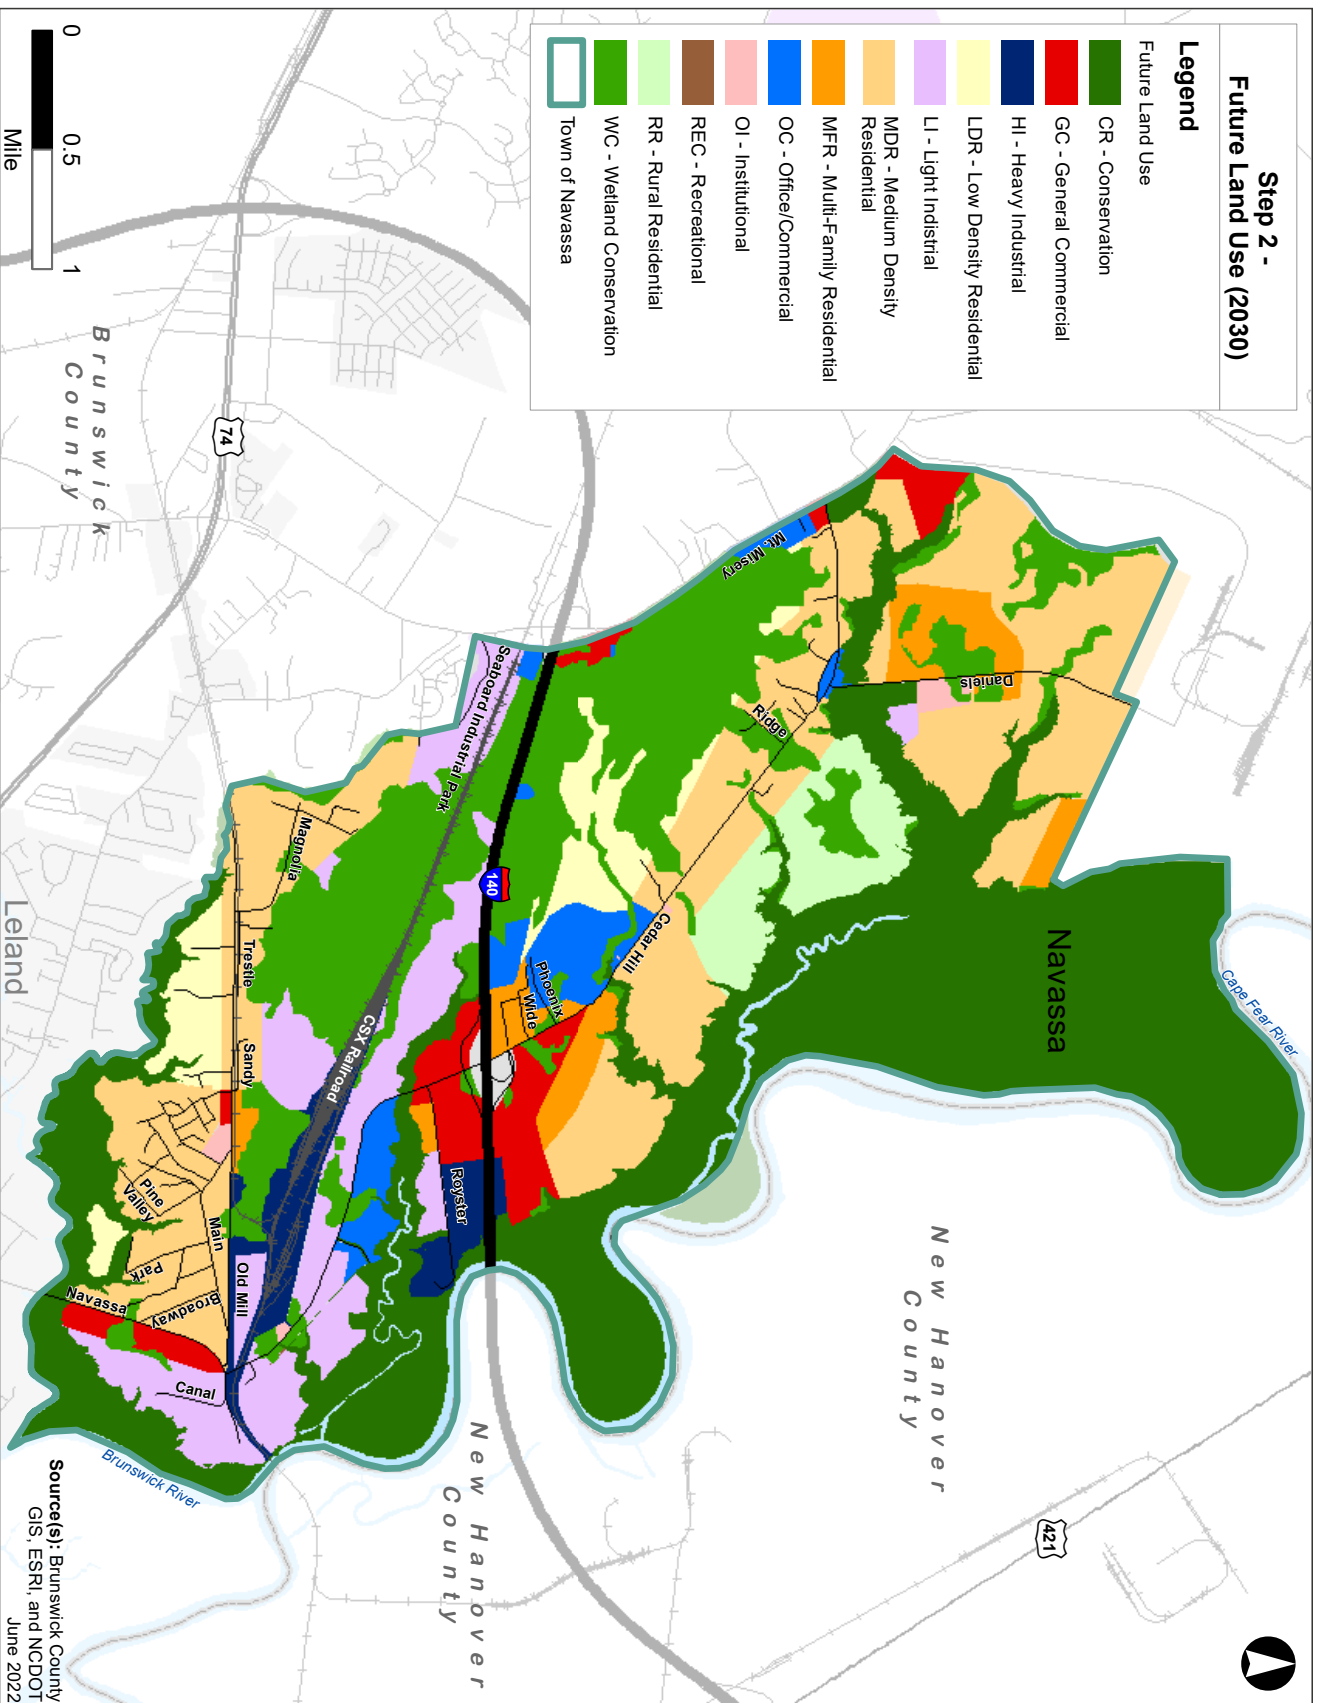 Step 2 -
Future Land Use (2030)
Legend
Future Land Use
CR - Conservation
GC - General Commercial
HI - Heavy Industrial
LDR - Low Density Residential
LI - Light Indistrial
MDR - Medium Density
Residential
MFR - Multi-Family Residential
OC - Office/Commercial
OI - Institutional
REC - Recreational
RR - Rural Residential
WC - Wetland Conservation
Town of Navassa
0
0.5
1
Mile
Brunswick
County
74
Leland
Navassa
Cape Fear River
New Hanover
County
421
New Hanover
County
Brunswick River
Mt. Misery
Daniels
Ridge
Cedar Hill
Seaboard Industrial Park
140
Phoenix
Wide
Magnolia
Trestle
CSX Railroad
Sandy
Royster
Pine
Valley
Main
Park
Old Mill
Broadway
Navassa
Canal
Source(s): Brunswick County
GIS, ESRI, and NCDOT
June 2022